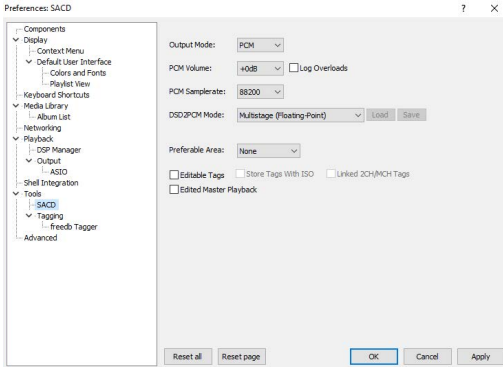 Preferences: SACD
?
X
Components
Display
Context Menu
Default User Interface
Colors and Fonts
Playlist View
Keyboard Shortcuts
Media Library
Album List
Networking
Playback
DSP Manager
Output
ASIO
Shell Integration
Tools
SACD
Tagging
freedb Tagger
Advanced
Output Mode: PCM
PCM Volume: +0dB Log Overloads
PCM Samplerate: 88200
DSD2PCM Mode: Multistage (Floating-Point) Load Save
Preferable Area: None
Editable Tags Store Tags With ISO Linked 2CH/MCH Tags
Edited Master Playback
Reset all Reset page OK Cancel Apply